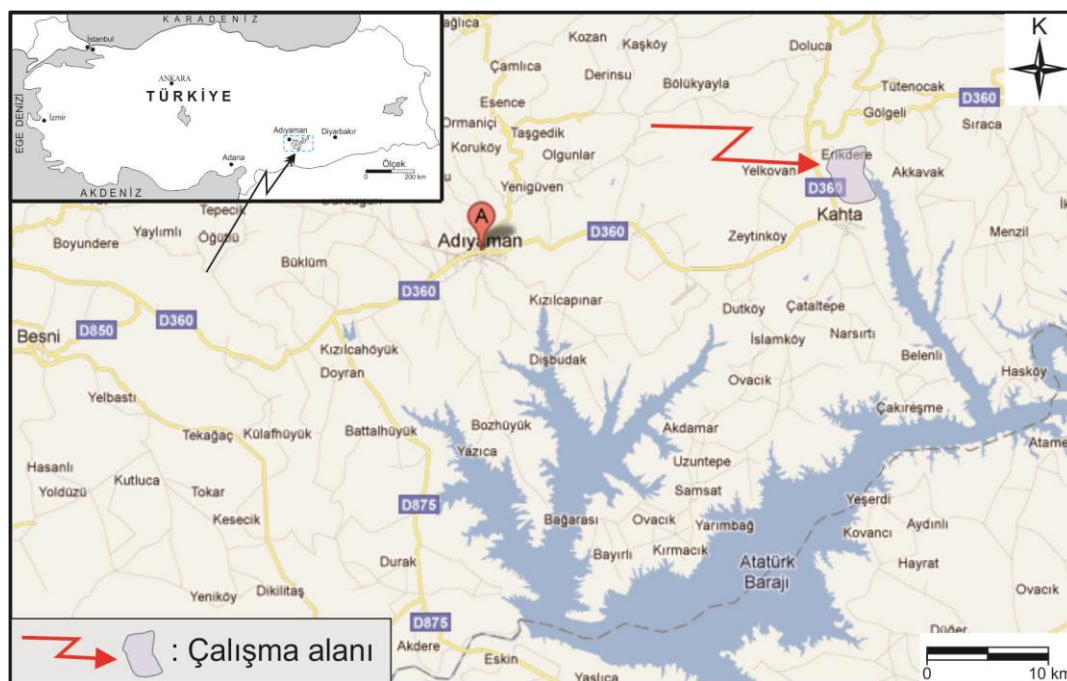 KARADENİZ
İstanbul
ANKARA
TÜRKİYE
EGE DENİZİ
İzmir
Adıyaman
Diyarbakır
Adana
AKDENİZ
Ölçek
0 200 km
K
Kozan
Kaşköy
Doluca
Çamlıca
Derinsu
Bölükyayla
Tütenocak
Esence
D360
Gölgeli
Ormaniçi
Taşgedik
Sıraca
Koruköy
Olgunlar
Erikdere
Yelkovan
Akkavak
Yenigüven
D360
Tepecik
Kahta
Boyundere
Yaylımlı
A
Adıyaman
D360
Zeytinköy
Menzil
Büklüm
D360
Kızılcapınar
D850
D360
Dutköy
Çataltepe
Besni
Kızılcahöyük
İslamköy
Narsırtı
Doyran
Dışbudak
Belenli
Hasköy
Yelbastı
Ovacık
Çakıreşme
Bozhüyük
Akdamar
Tekağaç
Külafhüyük
Battalhüyük
Yazıca
Uzuntepe
Hasanlı
Kutluca
Yoldüzü
Tokar
Samsat
Yeşerdi
Kesecik
D875
Bağarası
Ovacık
Yarımbağ
Kovancı
Aydınlı
Bayırlı
Kırmacık
Durak
Atatürk
Barajı
Hayrat
Yeniköy
Dikilitaş
Ovacık
D875
Düğer
: Çalışma alanı
Akdere
Eskin
Yaslıca
0 10 km